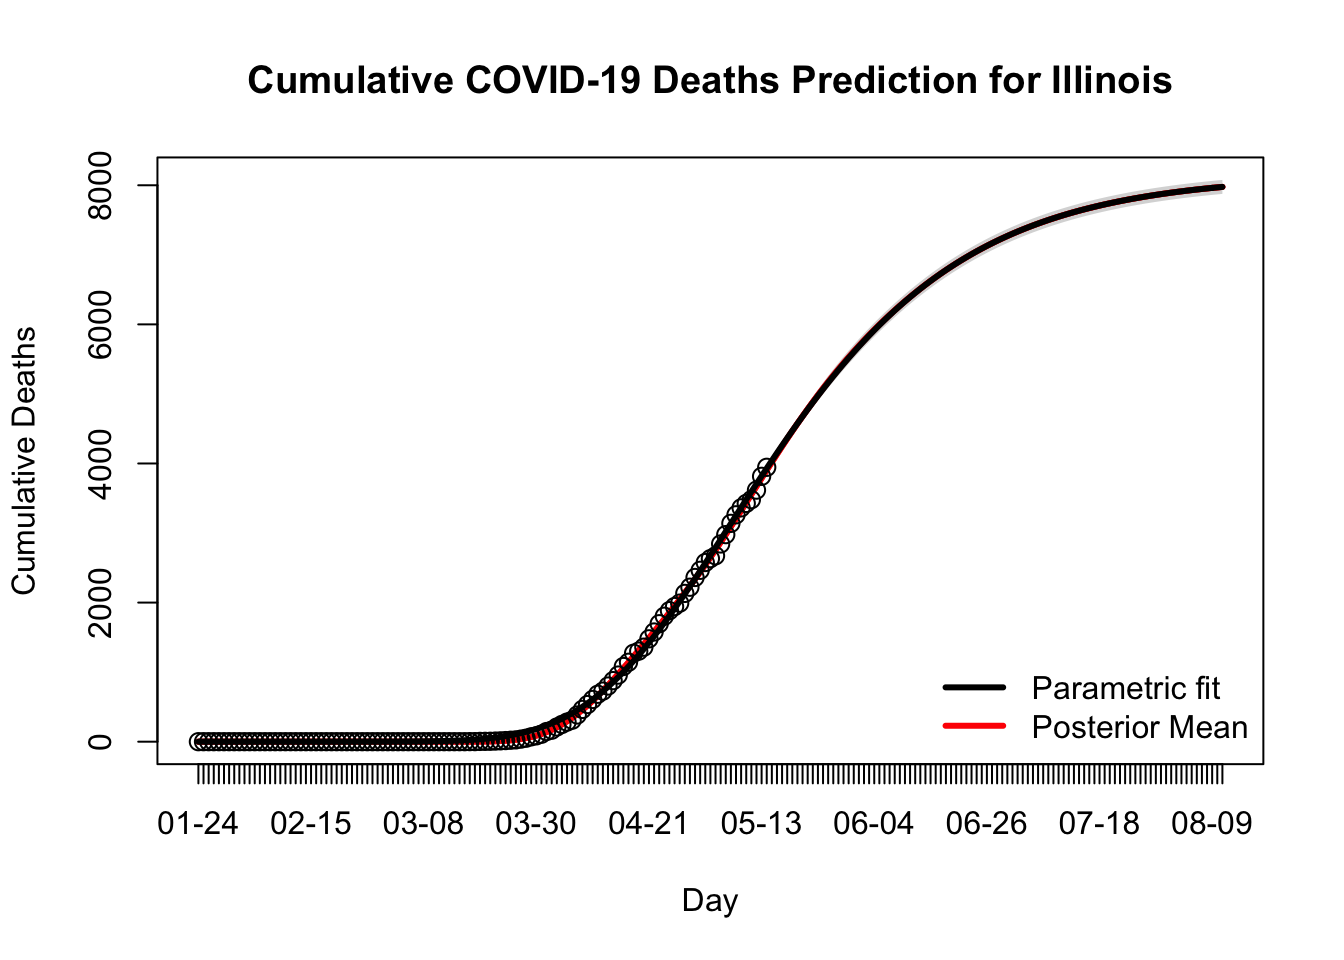 Cumulative COVID-19 Deaths Prediction for Illinois
Cumulative Deaths
8000
6000
4000
2000
0
Parametric fit
Posterior Mean
01-24 02-15 03-08 03-30 04-21 05-13 06-04 06-26 07-18 08-09
Day